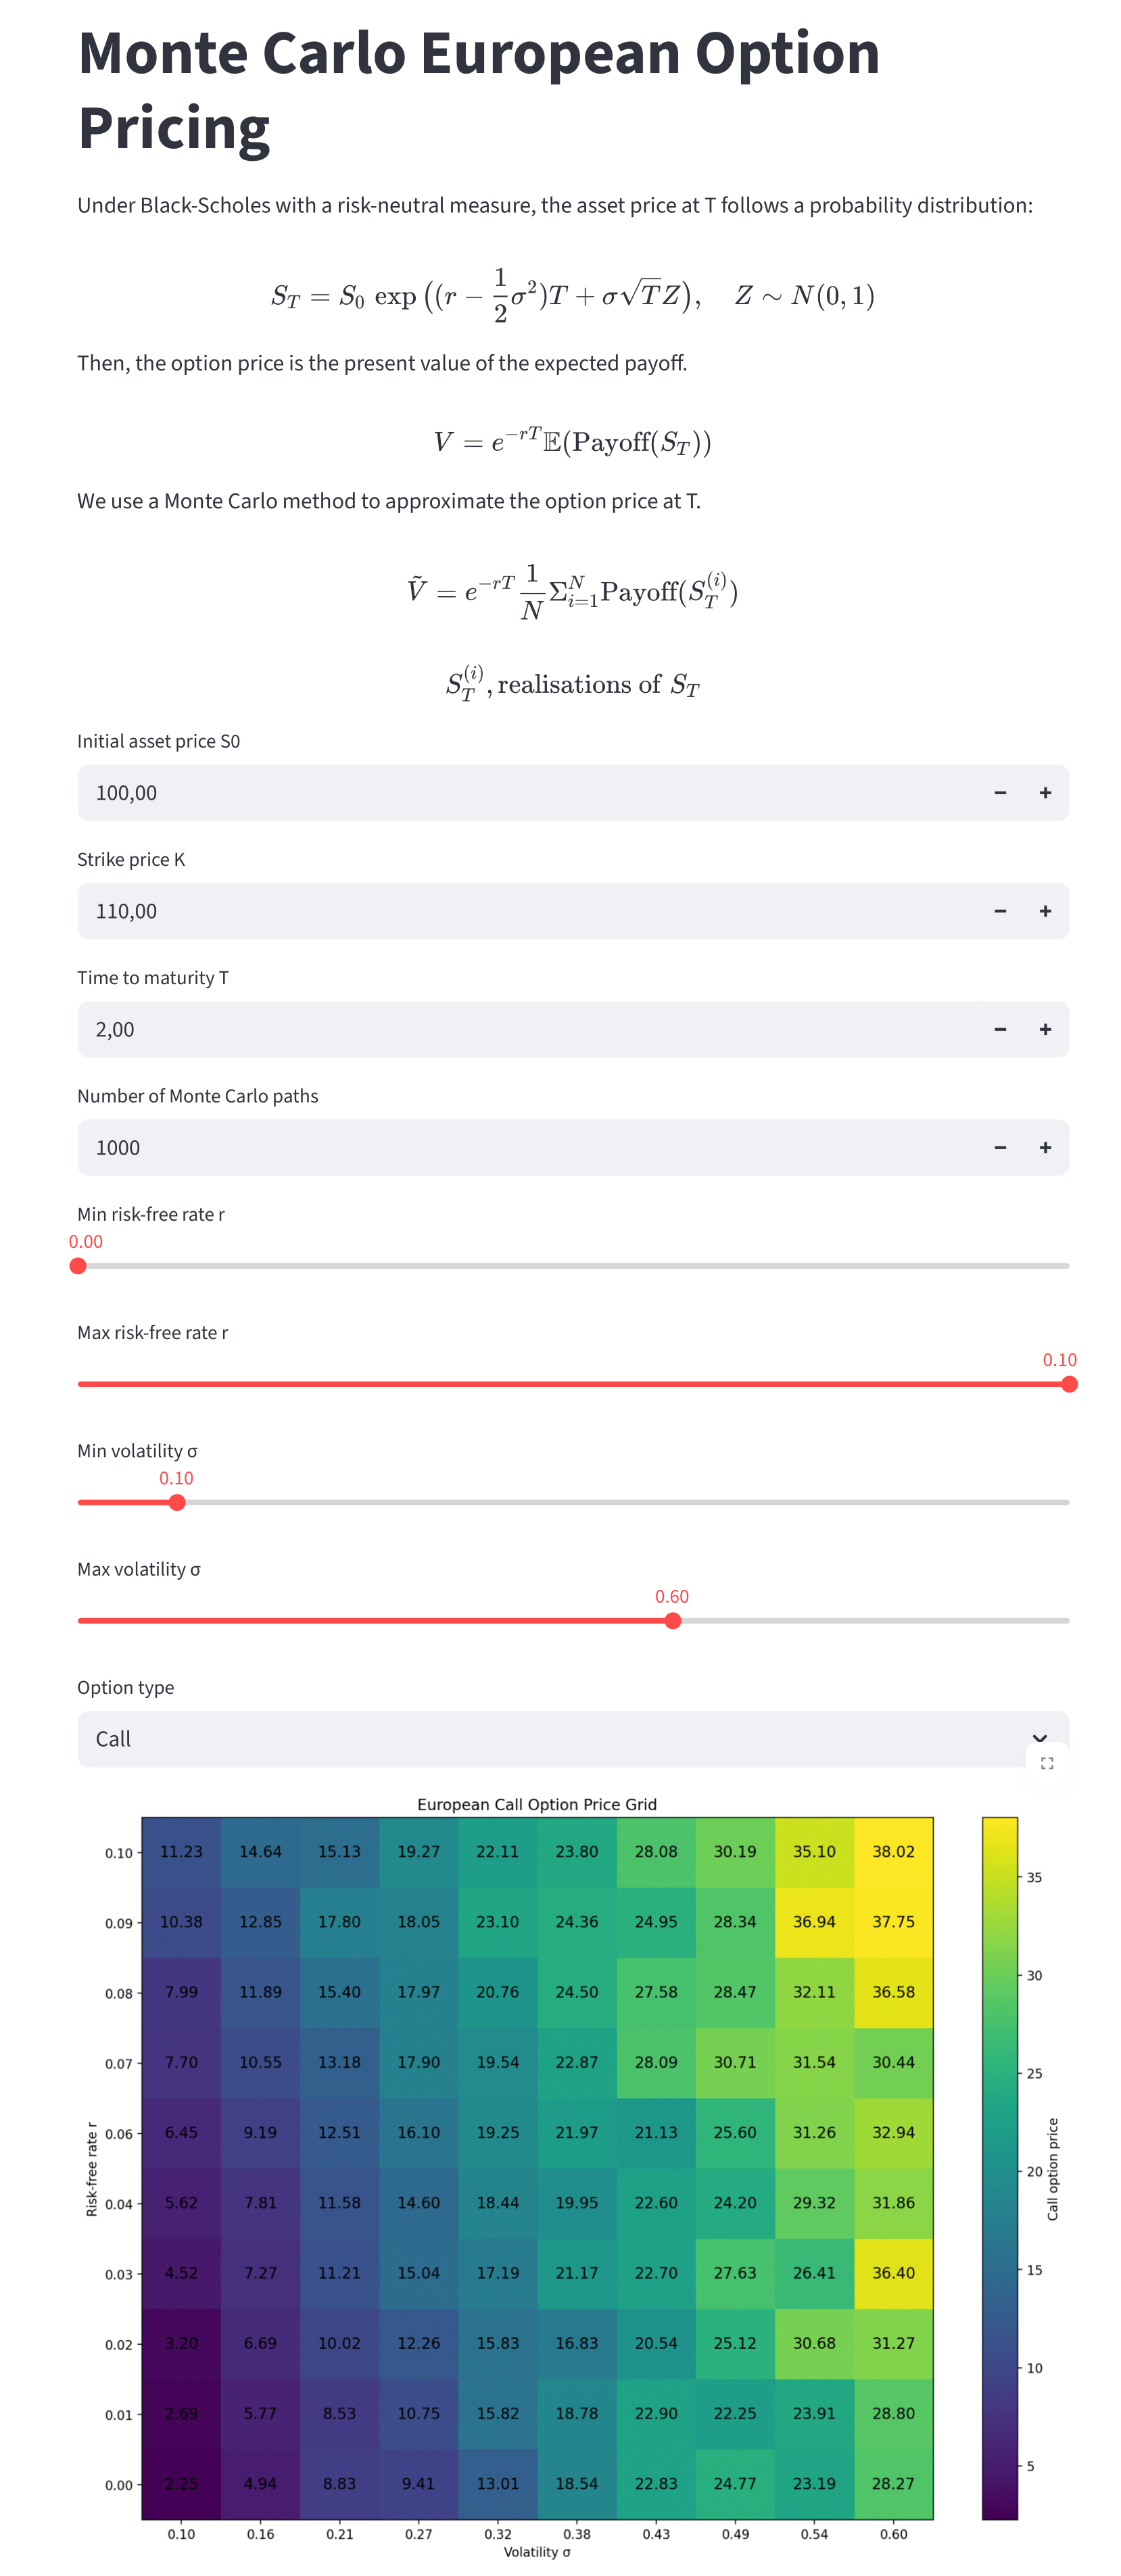 Monte Carlo European Option
Pricing
Under Black-Scholes with a risk-neutral measure, the asset price at T follows a probability distribution:
S_T = S_0 exp((r − 1/2 σ²)T + σ√T Z),    Z ∼ N(0, 1)
Then, the option price is the present value of the expected payoff.
V = e^{−rT} 𝔼(Payoff(S_T))
We use a Monte Carlo method to approximate the option price at T.
Ṽ = e^{−rT} 1/N Σ_{i=1}^{N} Payoff(S_T^{(i)})
S_T^{(i)}, realisations of S_T
Initial asset price S0
100,00 − +
Strike price K
110,00 − +
Time to maturity T
2,00 − +
Number of Monte Carlo paths
1000 − +
Min risk-free rate r
0.00
Max risk-free rate r
0.10
Min volatility σ
0.10
Max volatility σ
0.60
Option type
Call
European Call Option Price Grid
0.10 11.23 14.64 15.13 19.27 22.11 23.80 28.08 30.19 35.10 38.02
0.09 10.38 12.85 17.80 18.05 23.10 24.36 24.95 28.34 36.94 37.75
0.08 7.99 11.89 15.40 17.97 20.76 24.50 27.58 28.47 32.11 36.58
0.07 7.70 10.55 13.18 17.90 19.54 22.87 28.09 30.71 31.54 30.44
0.06 6.45 9.19 12.51 16.10 19.25 21.97 21.13 25.60 31.26 32.94
0.04 5.62 7.81 11.58 14.60 18.44 19.95 22.60 24.20 29.32 31.86
0.03 4.52 7.27 11.21 15.04 17.19 21.17 22.70 27.63 26.41 36.40
0.02 3.20 6.69 10.02 12.26 15.83 16.83 20.54 25.12 30.68 31.27
0.01 2.69 5.77 8.53 10.75 15.82 18.78 22.90 22.25 23.91 28.80
0.00 2.25 4.94 8.83 9.41 13.01 18.54 22.83 24.77 23.19 28.27
0.10 0.16 0.21 0.27 0.32 0.38 0.43 0.49 0.54 0.60
Volatility σ
Risk-free rate r
35
30
25
20
15
10
5
Call option price